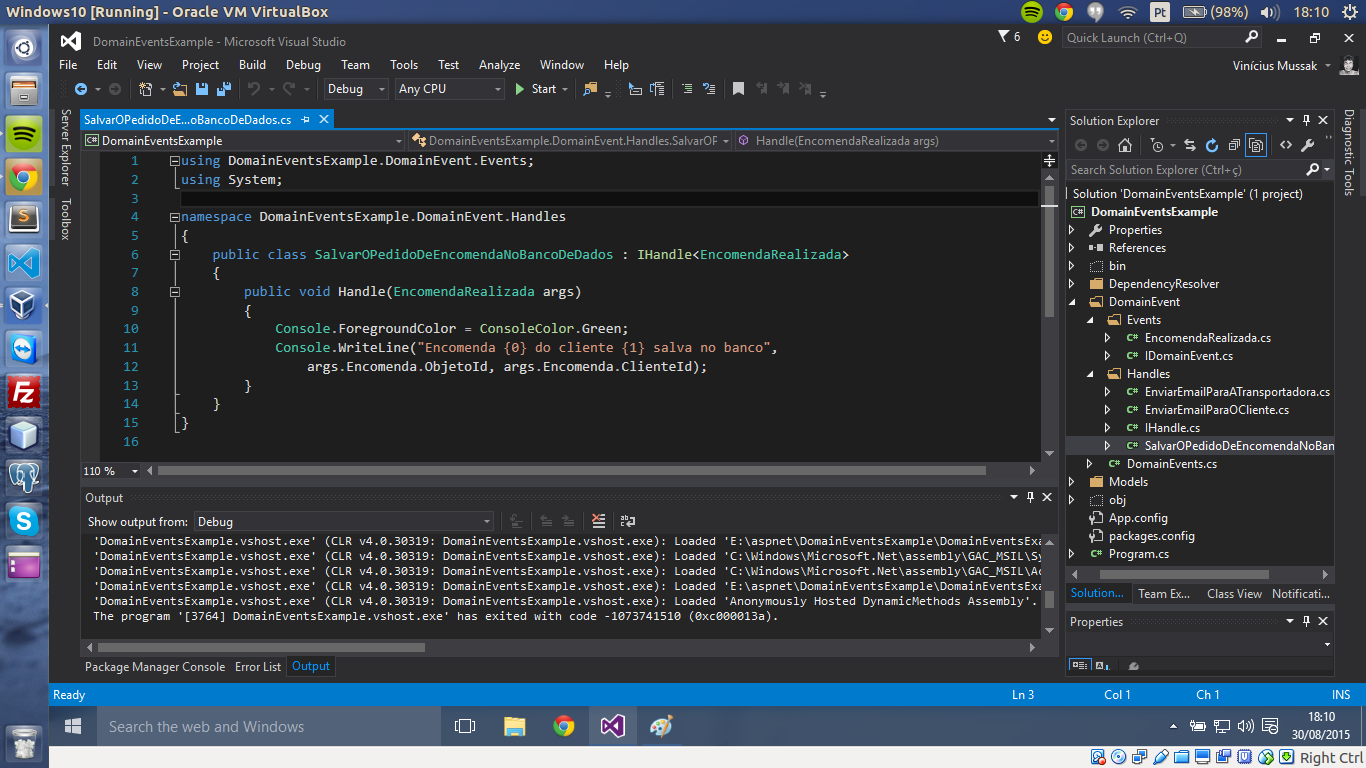 Windows10 [Running] - Oracle VM VirtualBox
Pt
(98%)
18:10
DomainEventsExample - Microsoft Visual Studio
6
Quick Launch (Ctrl+Q)
File Edit View Project Build Debug Team Tools Test Analyze Window Help
Vinícius Mussak
Debug
Any CPU
Start
Server Explorer
Toolbox
SalvarOPedidoDeE...oBancoDeDados.cs
DomainEventsExample
DomainEventsExample.DomainEvent.Handles.SalvarOF
Handle(EncomendaRealizada args)
1 using DomainEventsExample.DomainEvent.Events;
2 using System;
3
4 namespace DomainEventsExample.DomainEvent.Handles
5 {
6 public class SalvarOPedidoDeEncomendaNoBancoDeDados : IHandle<EncomendaRealizada>
7 {
8 public void Handle(EncomendaRealizada args)
9 {
10 Console.ForegroundColor = ConsoleColor.Green;
11 Console.WriteLine("Encomenda {0} do cliente {1} salva no banco",
12 args.Encomenda.ObjetoId, args.Encomenda.ClienteId);
13 }
14 }
15 }
16
110 %
Output
Show output from: Debug
'DomainEventsExample.vshost.exe' (CLR v4.0.30319: DomainEventsExample.vshost.exe): Loaded 'E:\aspnet\DomainEventsExample\DomainEventsExa
'DomainEventsExample.vshost.exe' (CLR v4.0.30319: DomainEventsExample.vshost.exe): Loaded 'C:\Windows\Microsoft.Net\assembly\GAC_MSIL\Sy
'DomainEventsExample.vshost.exe' (CLR v4.0.30319: DomainEventsExample.vshost.exe): Loaded 'C:\Windows\Microsoft.Net\assembly\GAC_MSIL\Ac
'DomainEventsExample.vshost.exe' (CLR v4.0.30319: DomainEventsExample.vshost.exe): Loaded 'E:\aspnet\DomainEventsExample\DomainEventsExa
'DomainEventsExample.vshost.exe' (CLR v4.0.30319: DomainEventsExample.vshost.exe): Loaded 'Anonymously Hosted DynamicMethods Assembly'.
The program '[3764] DomainEventsExample.vshost.exe' has exited with code -1073741510 (0xc000013a).
Package Manager Console Error List Output
Solution Explorer
Search Solution Explorer (Ctrl+ç)
Solution 'DomainEventsExample' (1 project)
DomainEventsExample
Properties
References
bin
DependencyResolver
DomainEvent
Events
EncomendaRealizada.cs
IDomainEvent.cs
Handles
EnviarEmailParaATransportadora.cs
EnviarEmailParaOCliente.cs
IHandle.cs
SalvarOPedidoDeEncomendaNoBan
DomainEvents.cs
Models
obj
App.config
packages.config
Program.cs
Solution... Team Ex... Class View Notificati...
Properties
Diagnostic Tools
Ready
Ln 3
Col 1
Ch 1
INS
Search the web and Windows
18:10
30/08/2015
Right Ctrl